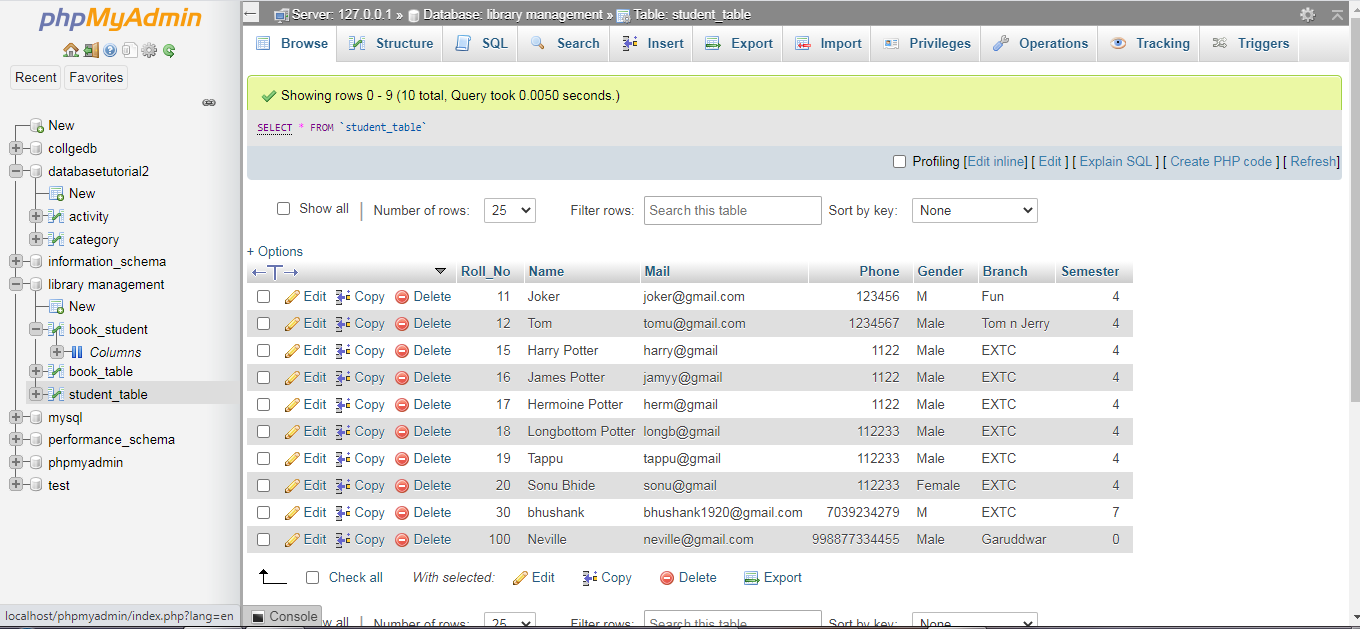 phpMyAdmin
Recent Favorites
New
collgedb
databasetutorial2
New
activity
category
information_schema
library management
New
book_student
Columns
book_table
student_table
mysql
performance_schema
phpmyadmin
test
localhost/phpmyadmin/index.php?lang=en
Server: 127.0.0.1 » Database: library management » Table: student_table
Browse Structure SQL Search Insert Export Import Privileges Operations Tracking Triggers
Showing rows 0 - 9 (10 total, Query took 0.0050 seconds.)
SELECT * FROM `student_table`
Profiling [Edit inline] [ Edit ] [ Explain SQL ] [ Create PHP code ] [ Refresh]
Show all | Number of rows: 25 Filter rows: Search this table Sort by key: None
+ Options
←T→ Roll_No Name Mail Phone Gender Branch Semester
Edit Copy Delete 11 Joker joker@gmail.com 123456 M Fun 4
Edit Copy Delete 12 Tom tomu@gmail.com 1234567 Male Tom n Jerry 4
Edit Copy Delete 15 Harry Potter harry@gmail 1122 Male EXTC 4
Edit Copy Delete 16 James Potter jamyy@gmail 1122 Male EXTC 4
Edit Copy Delete 17 Hermoine Potter herm@gmail 1122 Male EXTC 4
Edit Copy Delete 18 Longbottom Potter longb@gmail 112233 Male EXTC 4
Edit Copy Delete 19 Tappu tappu@gmail 112233 Male EXTC 4
Edit Copy Delete 20 Sonu Bhide sonu@gmail 112233 Female EXTC 4
Edit Copy Delete 30 bhushank bhushank1920@gmail.com 7039234279 M EXTC 7
Edit Copy Delete 100 Neville neville@gmail.com 998877334455 Male Garuddwar 0
Check all With selected: Edit Copy Delete Export
Console
w all | Number of rows: 25 Filter rows: Search this table Sort by key: None